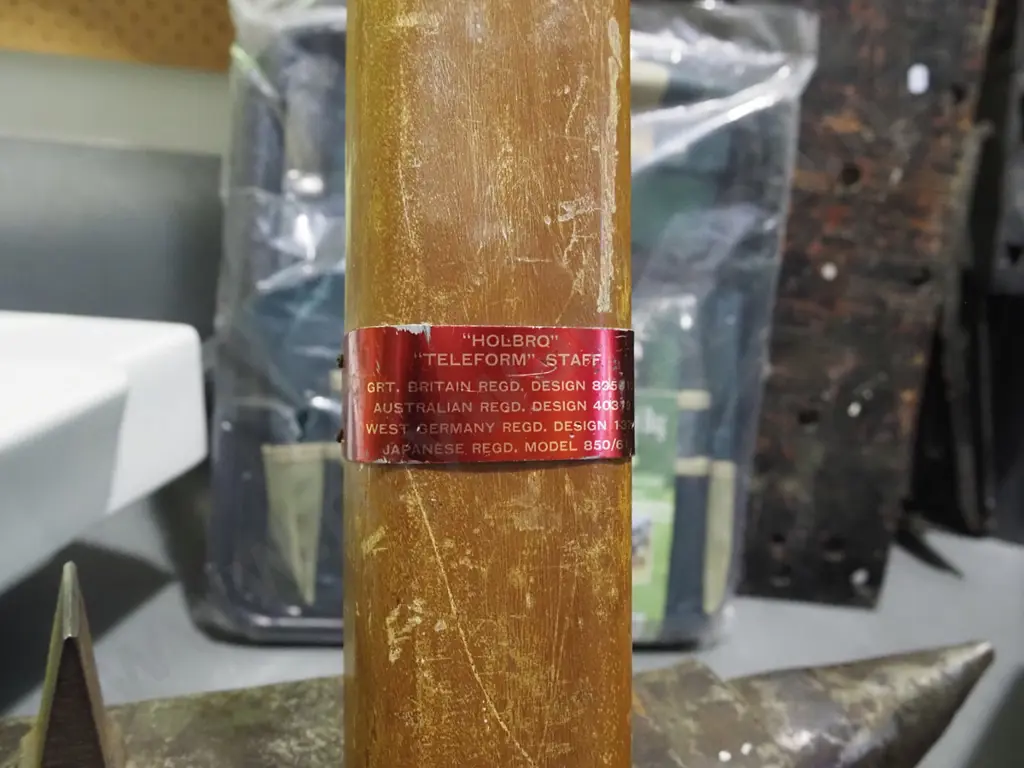 "HOLBRO"
"TELEFORM" STAFF.
GRT. BRITAIN REGD. DESIGN
AUSTRALIAN REGD. DESIGN
WEST GERMANY REGD. DESIGN
JAPANESE REGD. MODEL